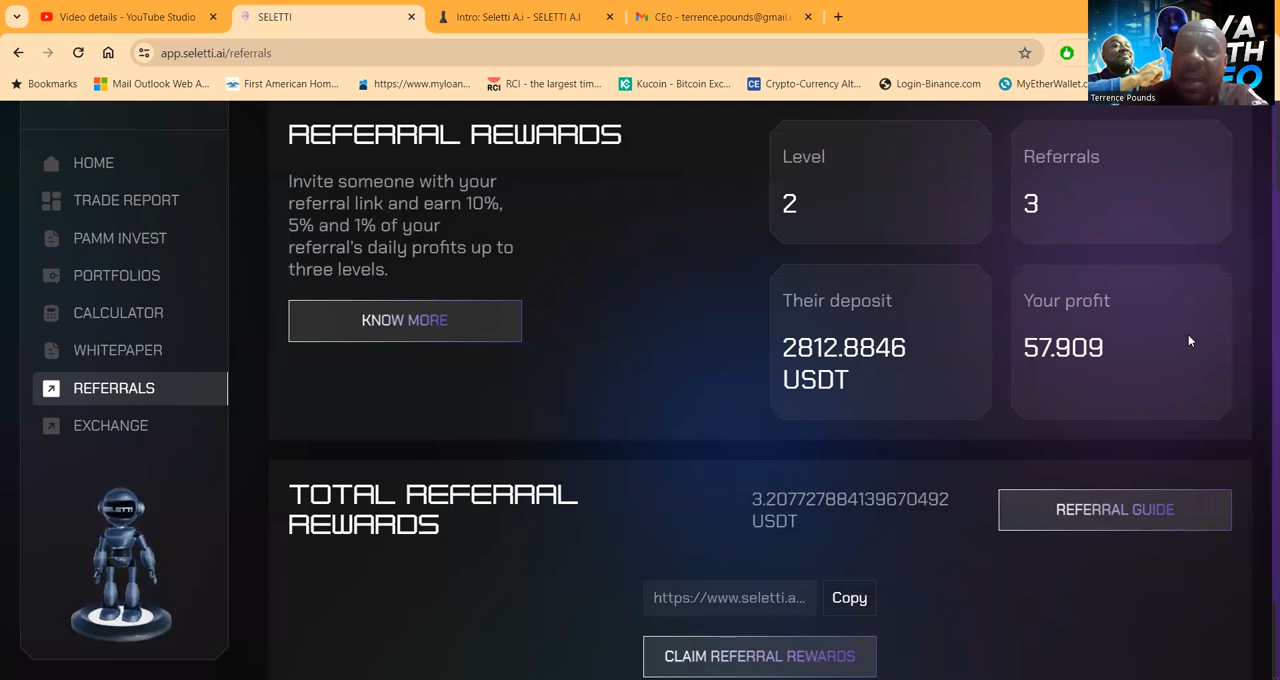 Video details - YouTube Studio
SELETTI
Intro: Seletti A.i - SELETTI A.I
CEo - terrence.pounds@gmail.c
app.seletti.ai/referrals
Bookmarks
Mail Outlook Web A...
First American Hom...
https://www.myloan...
RCI
RCI - the largest tim...
Kucoin - Bitcoin Exc...
CE
Crypto-Currency Alt...
Login-Binance.com
MyEtherWallet.c
Terrence Pounds
HOME
TRADE REPORT
PAMM INVEST
PORTFOLIOS
CALCULATOR
WHITEPAPER
REFERRALS
EXCHANGE
SELETTI
REFERRAL REWARDS
Invite someone with your
referral link and earn 10%,
5% and 1% of your
referral's daily profits up to
three levels.
KNOW MORE
Level
2
Referrals
3
Their deposit
2812.8846
USDT
Your profit
57.909
TOTAL REFERRAL
REWARDS
3.207727884139670492
USDT
REFERRAL GUIDE
https://www.seletti.a...
Copy
CLAIM REFERRAL REWARDS